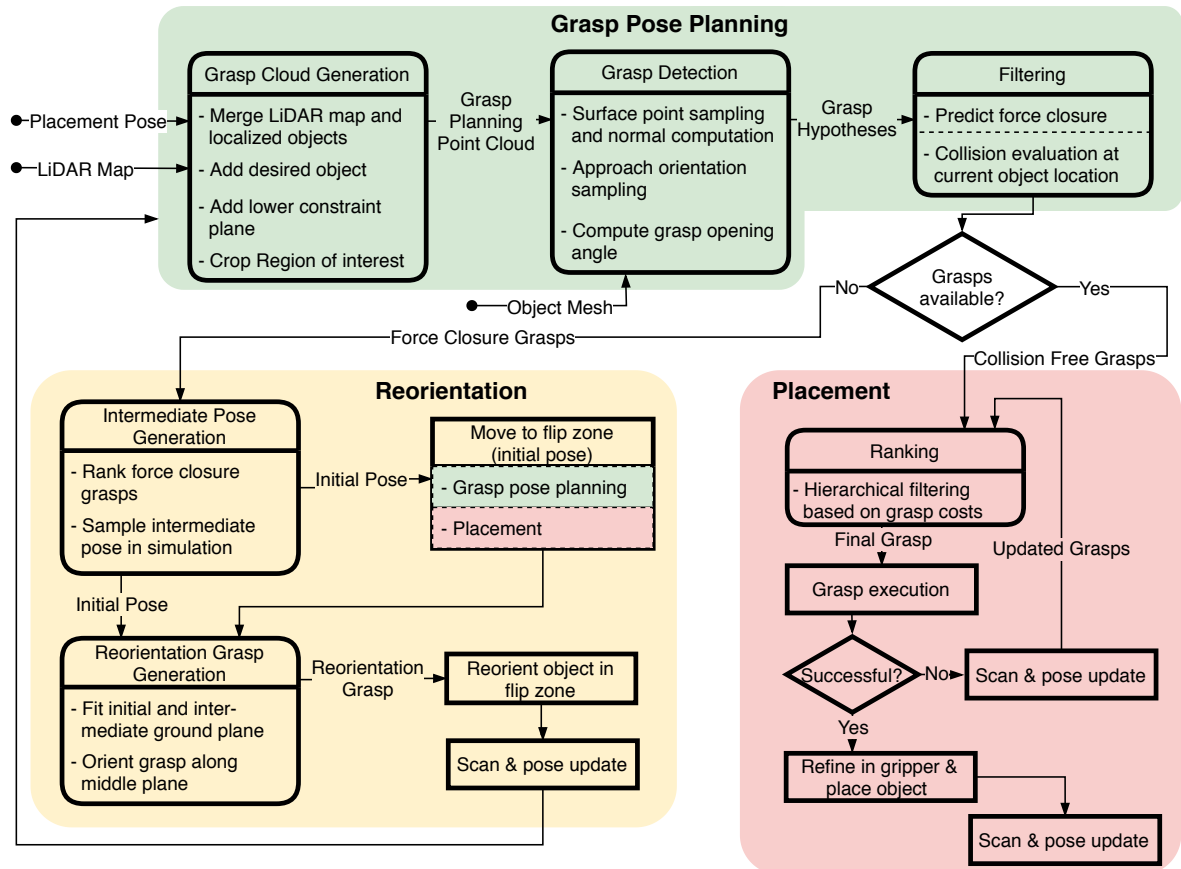 Grasp Pose Planning
Grasp Cloud Generation
- Merge LiDAR map and
localized objects
- Add desired object
- Add lower constraint
plane
- Crop Region of interest
Placement Pose
LiDAR Map
Grasp
Planning
Point Cloud
Grasp Detection
- Surface point sampling
and normal computation
- Approach orientation
sampling
- Compute grasp opening
angle
Object Mesh
Grasp
Hypotheses
Filtering
- Predict force closure
- Collision evaluation at
current object location
Grasps
available?
No
Yes
Force Closure Grasps
Collision Free Grasps
Reorientation
Intermediate Pose
Generation
- Rank force closure
grasps
- Sample intermediate
pose in simulation
Initial Pose
Move to flip zone
(initial pose)
- Grasp pose planning
- Placement
Initial Pose
Reorientation Grasp
Generation
- Fit initial and inter-
mediate ground plane
- Orient grasp along
middle plane
Reorientation
Grasp
Reorient object in
flip zone
Scan & pose update
Placement
Ranking
- Hierarchical filtering
based on grasp costs
Final Grasp
Updated Grasps
Grasp execution
Successful?
No
Scan & pose update
Yes
Refine in gripper &
place object
Scan & pose update